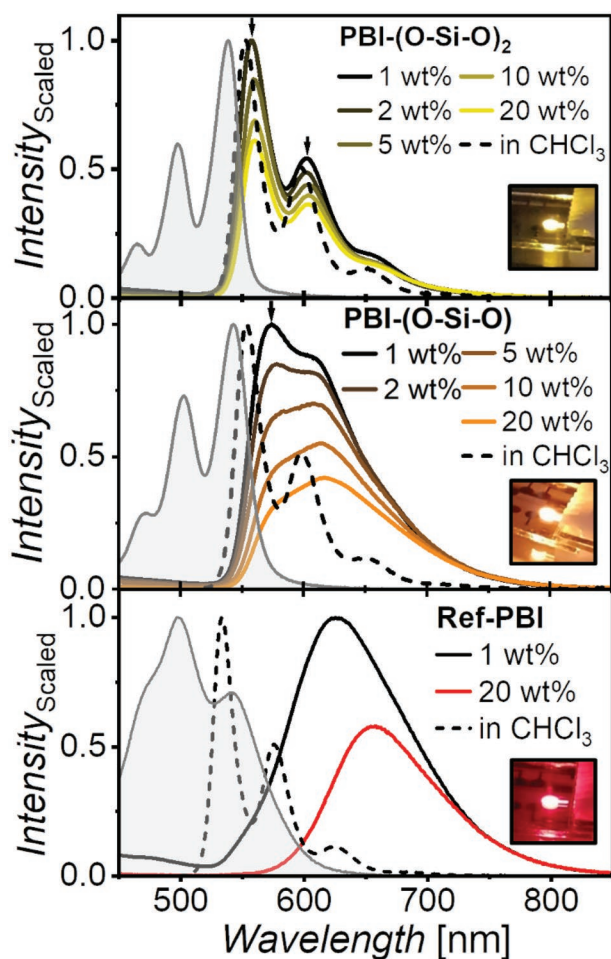 PBI-(O-Si-O)2
1 wt% 10 wt%
2 wt% 20 wt%
5 wt% in CHCl3
IntensityScaled
1.0
0.5
0.0
PBI-(O-Si-O)
1 wt% 5 wt%
2 wt% 10 wt%
20 wt%
in CHCl3
IntensityScaled
1.0
0.5
0.0
Ref-PBI
1 wt%
20 wt%
in CHCl3
IntensityScaled
1.0
0.5
0.0
500 600 700 800
Wavelength [nm]